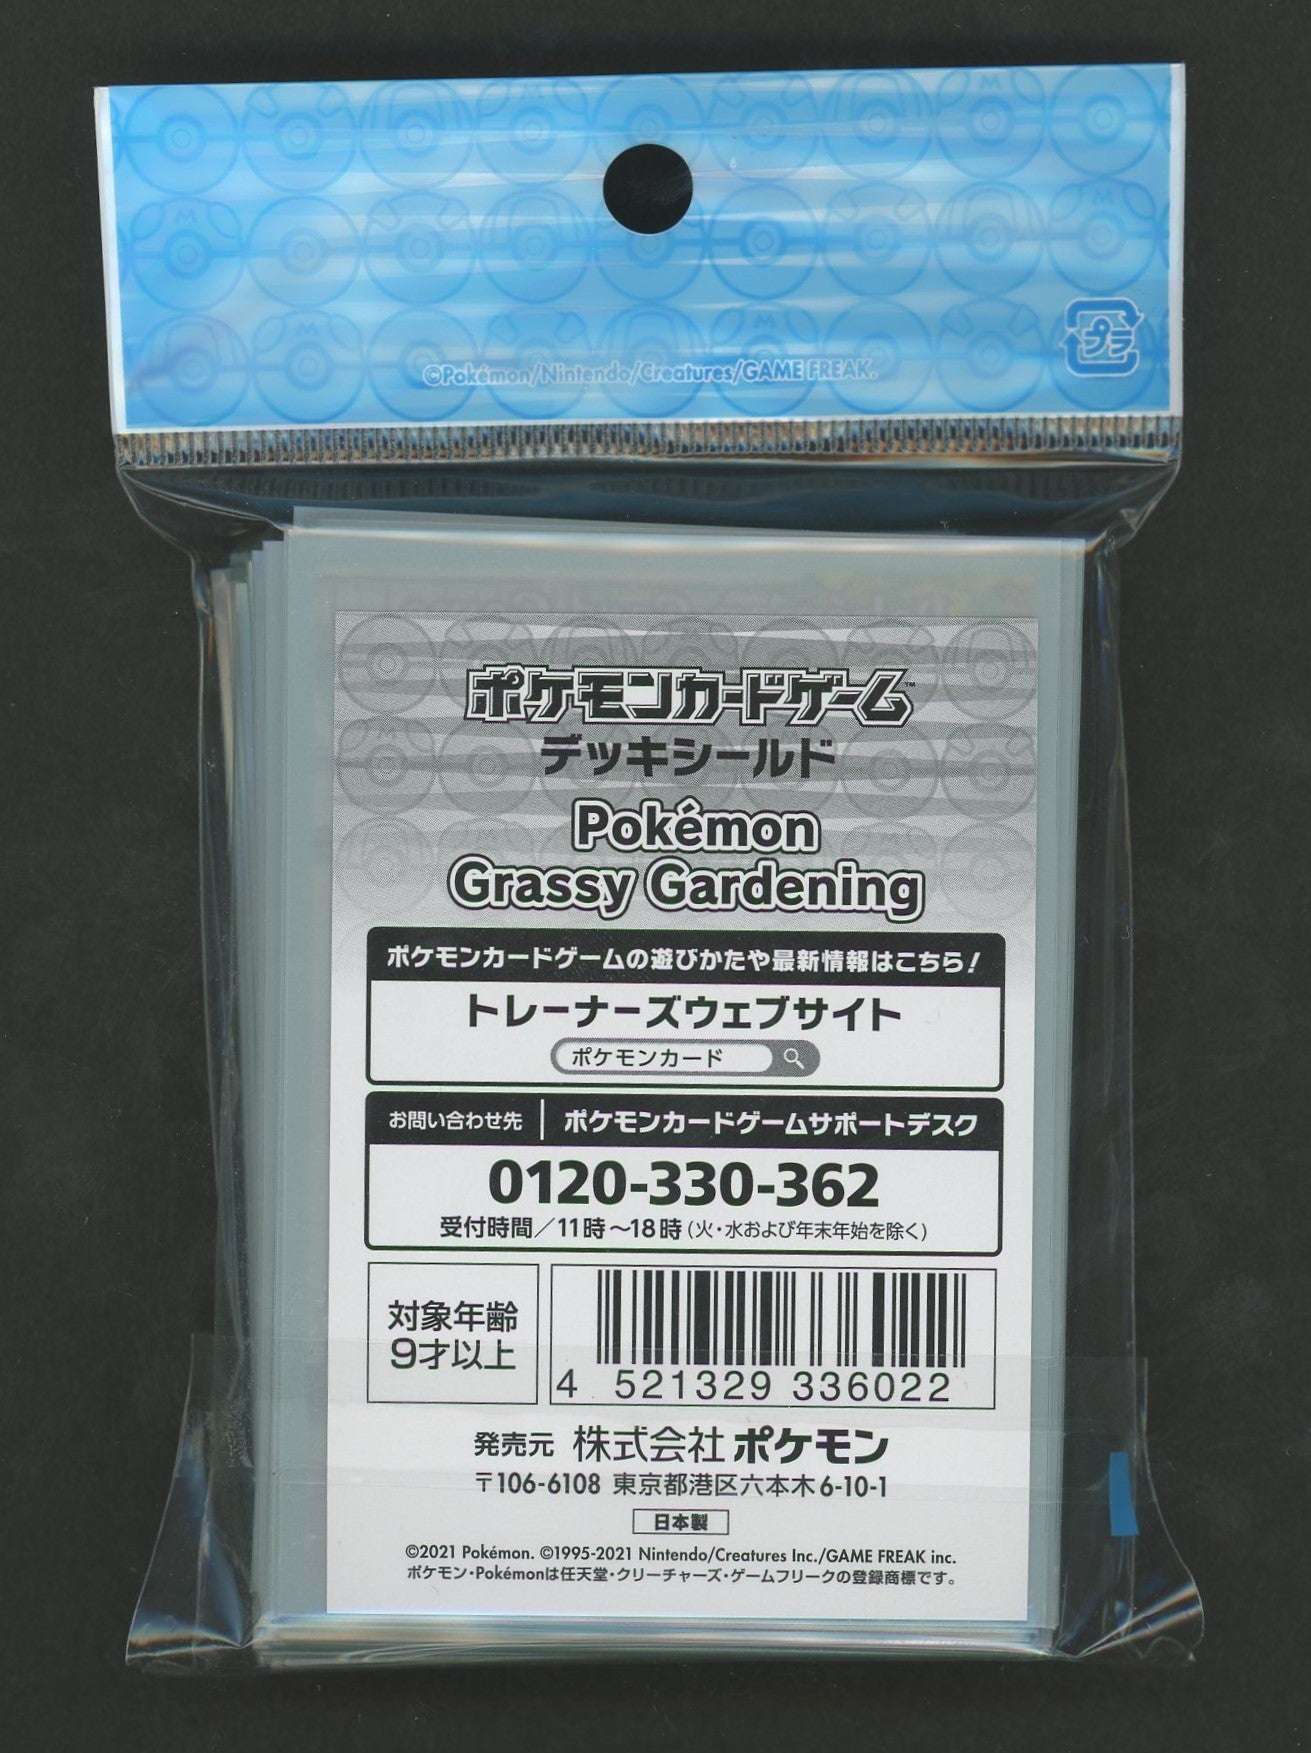 プラ
©Pokémon/Nintendo/Creatures/GAME FREAK.
ポケモンカードゲーム™
デッキシールド
Pokémon
Grassy Gardening
ポケモンカードゲームの遊びかたや最新情報はこちら!
トレーナーズウェブサイト
ポケモンカード
お問い合わせ先 ポケモンカードゲームサポートデスク
0120-330-362
受付時間/11時~18時(火・水および年末年始を除く)
対象年齢
9才以上
4 521329 336022
発売元 株式会社ポケモン
〒106-6108 東京都港区六本木6-10-1
日本製
©2021 Pokémon. ©1995-2021 Nintendo/Creatures Inc./GAME FREAK inc.
ポケモン・Pokémonは任天堂・クリーチャーズ・ゲームフリークの登録商標です。